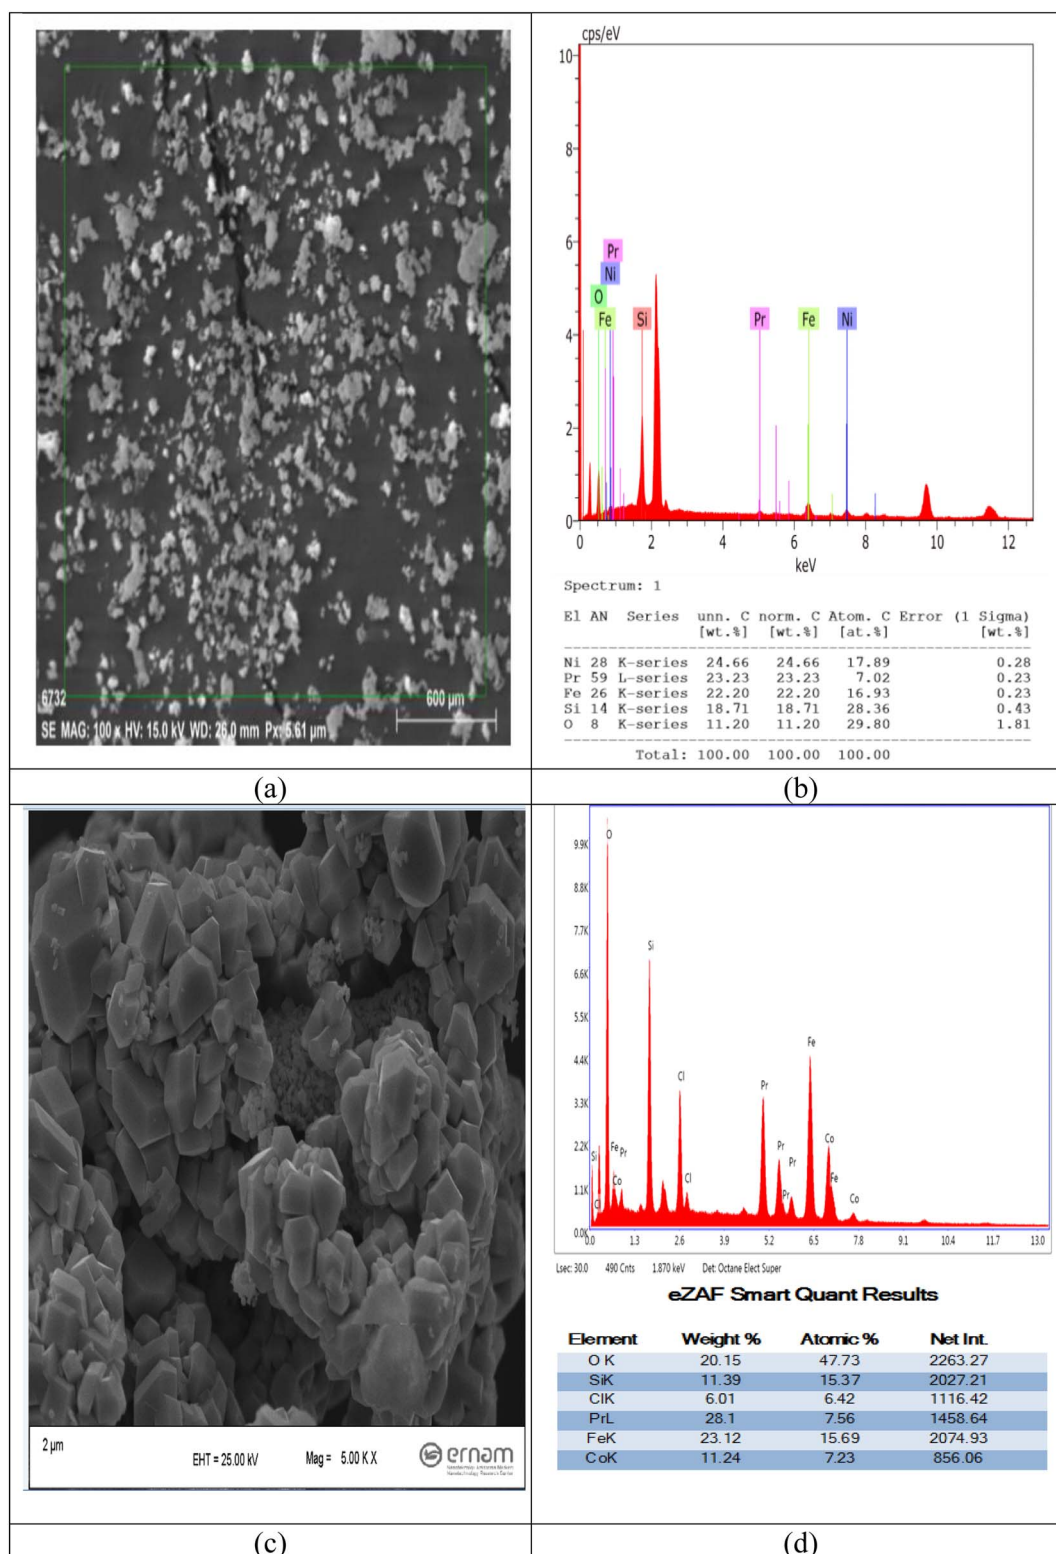 6732
600 µm
SE MAG: 100 x HV: 15.0 kV WD: 26.0 mm Px: 5.61 µm
(a)
cps/eV
10
8
6
4
2
0
Pr
Ni
O
Fe
Si
Pr
Fe
Ni
0 2 4 6 8 10 12
keV
Spectrum: 1
El AN Series unn. C norm. C Atom. C Error (1 Sigma)
[wt.%] [wt.%] [at.%] [wt.%]
Ni 28 K-series 24.66 24.66 17.89 0.28
Pr 59 L-series 23.23 23.23 7.02 0.23
Fe 26 K-series 22.20 22.20 16.93 0.23
Si 14 K-series 18.71 18.71 28.36 0.43
O 8 K-series 11.20 11.20 29.80 1.81
Total: 100.00 100.00 100.00
(b)
2 µm
EHT = 25.00 kV Mag = 5.00 K X
ernam
(c)
9.9K
8.8K
7.7K
6.6K
5.5K
4.4K
3.3K
2.2K
1.1K
0.0K
O
Si
Cl
Fe
Pr
Pr
Co
Si
Fe
Pr
Pr
Pr
Cl
Co
Fe
Cl
Co
0.0 1.3 2.6 3.9 5.2 6.5 7.8 9.1 10.4 11.7 13.0
Lsec: 30.0 490 Cnts 1.870 keV Det: Octane Elect Super
eZAF Smart Quant Results
Element Weight % Atomic % Net Int.
O K 20.15 47.73 2263.27
SiK 11.39 15.37 2027.21
ClK 6.01 6.42 1116.42
PrL 28.1 7.56 1458.64
FeK 23.12 15.69 2074.93
CoK 11.24 7.23 856.06
(d)